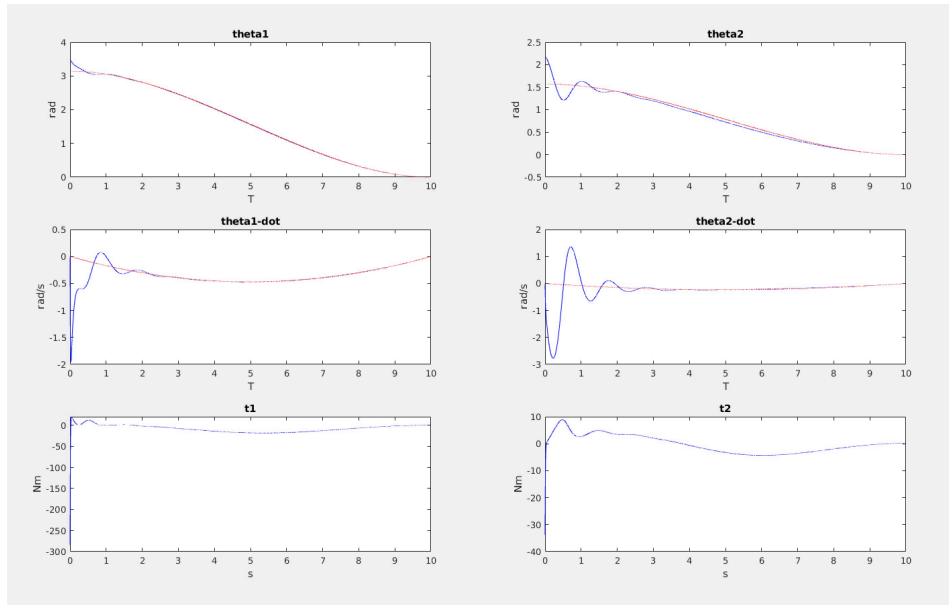 theta1
4
3
2
1
0
rad
0 1 2 3 4 5 6 7 8 9 10
T
theta2
2.5
2
1.5
1
0.5
0
-0.5
rad
0 1 2 3 4 5 6 7 8 9 10
T
theta1-dot
0.5
0
-0.5
-1
-1.5
-2
rad/s
0 1 2 3 4 5 6 7 8 9 10
T
theta2-dot
2
1
0
-1
-2
-3
rad/s
0 1 2 3 4 5 6 7 8 9 10
T
t1
0
-50
-100
-150
-200
-250
-300
Nm
0 1 2 3 4 5 6 7 8 9 10
s
t2
10
0
-10
-20
-30
-40
Nm
0 1 2 3 4 5 6 7 8 9 10
s